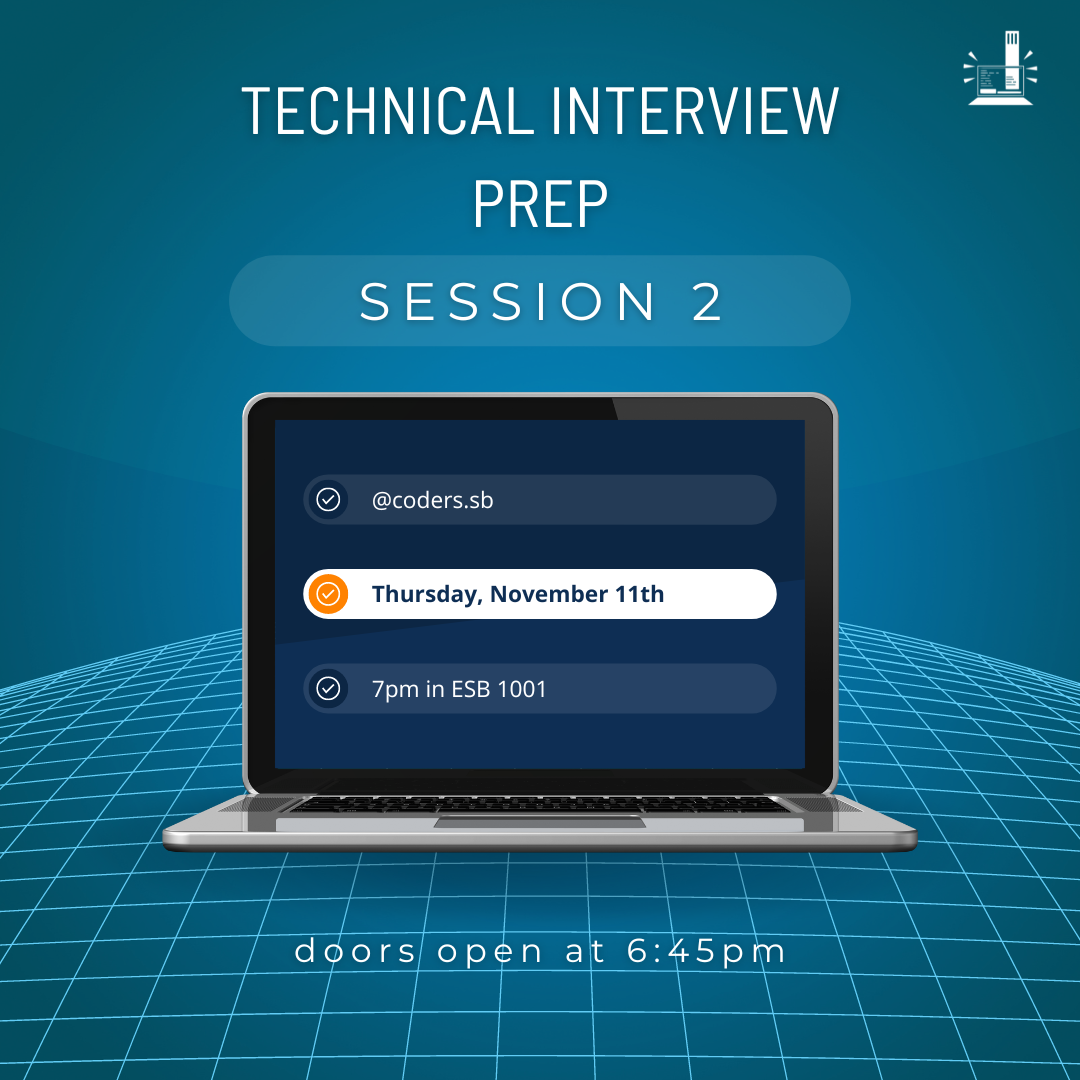 TECHNICAL INTERVIEW
PREP
SESSION 2
@coders.sb
Thursday, November 11th
7pm in ESB 1001
doors open at 6:45pm